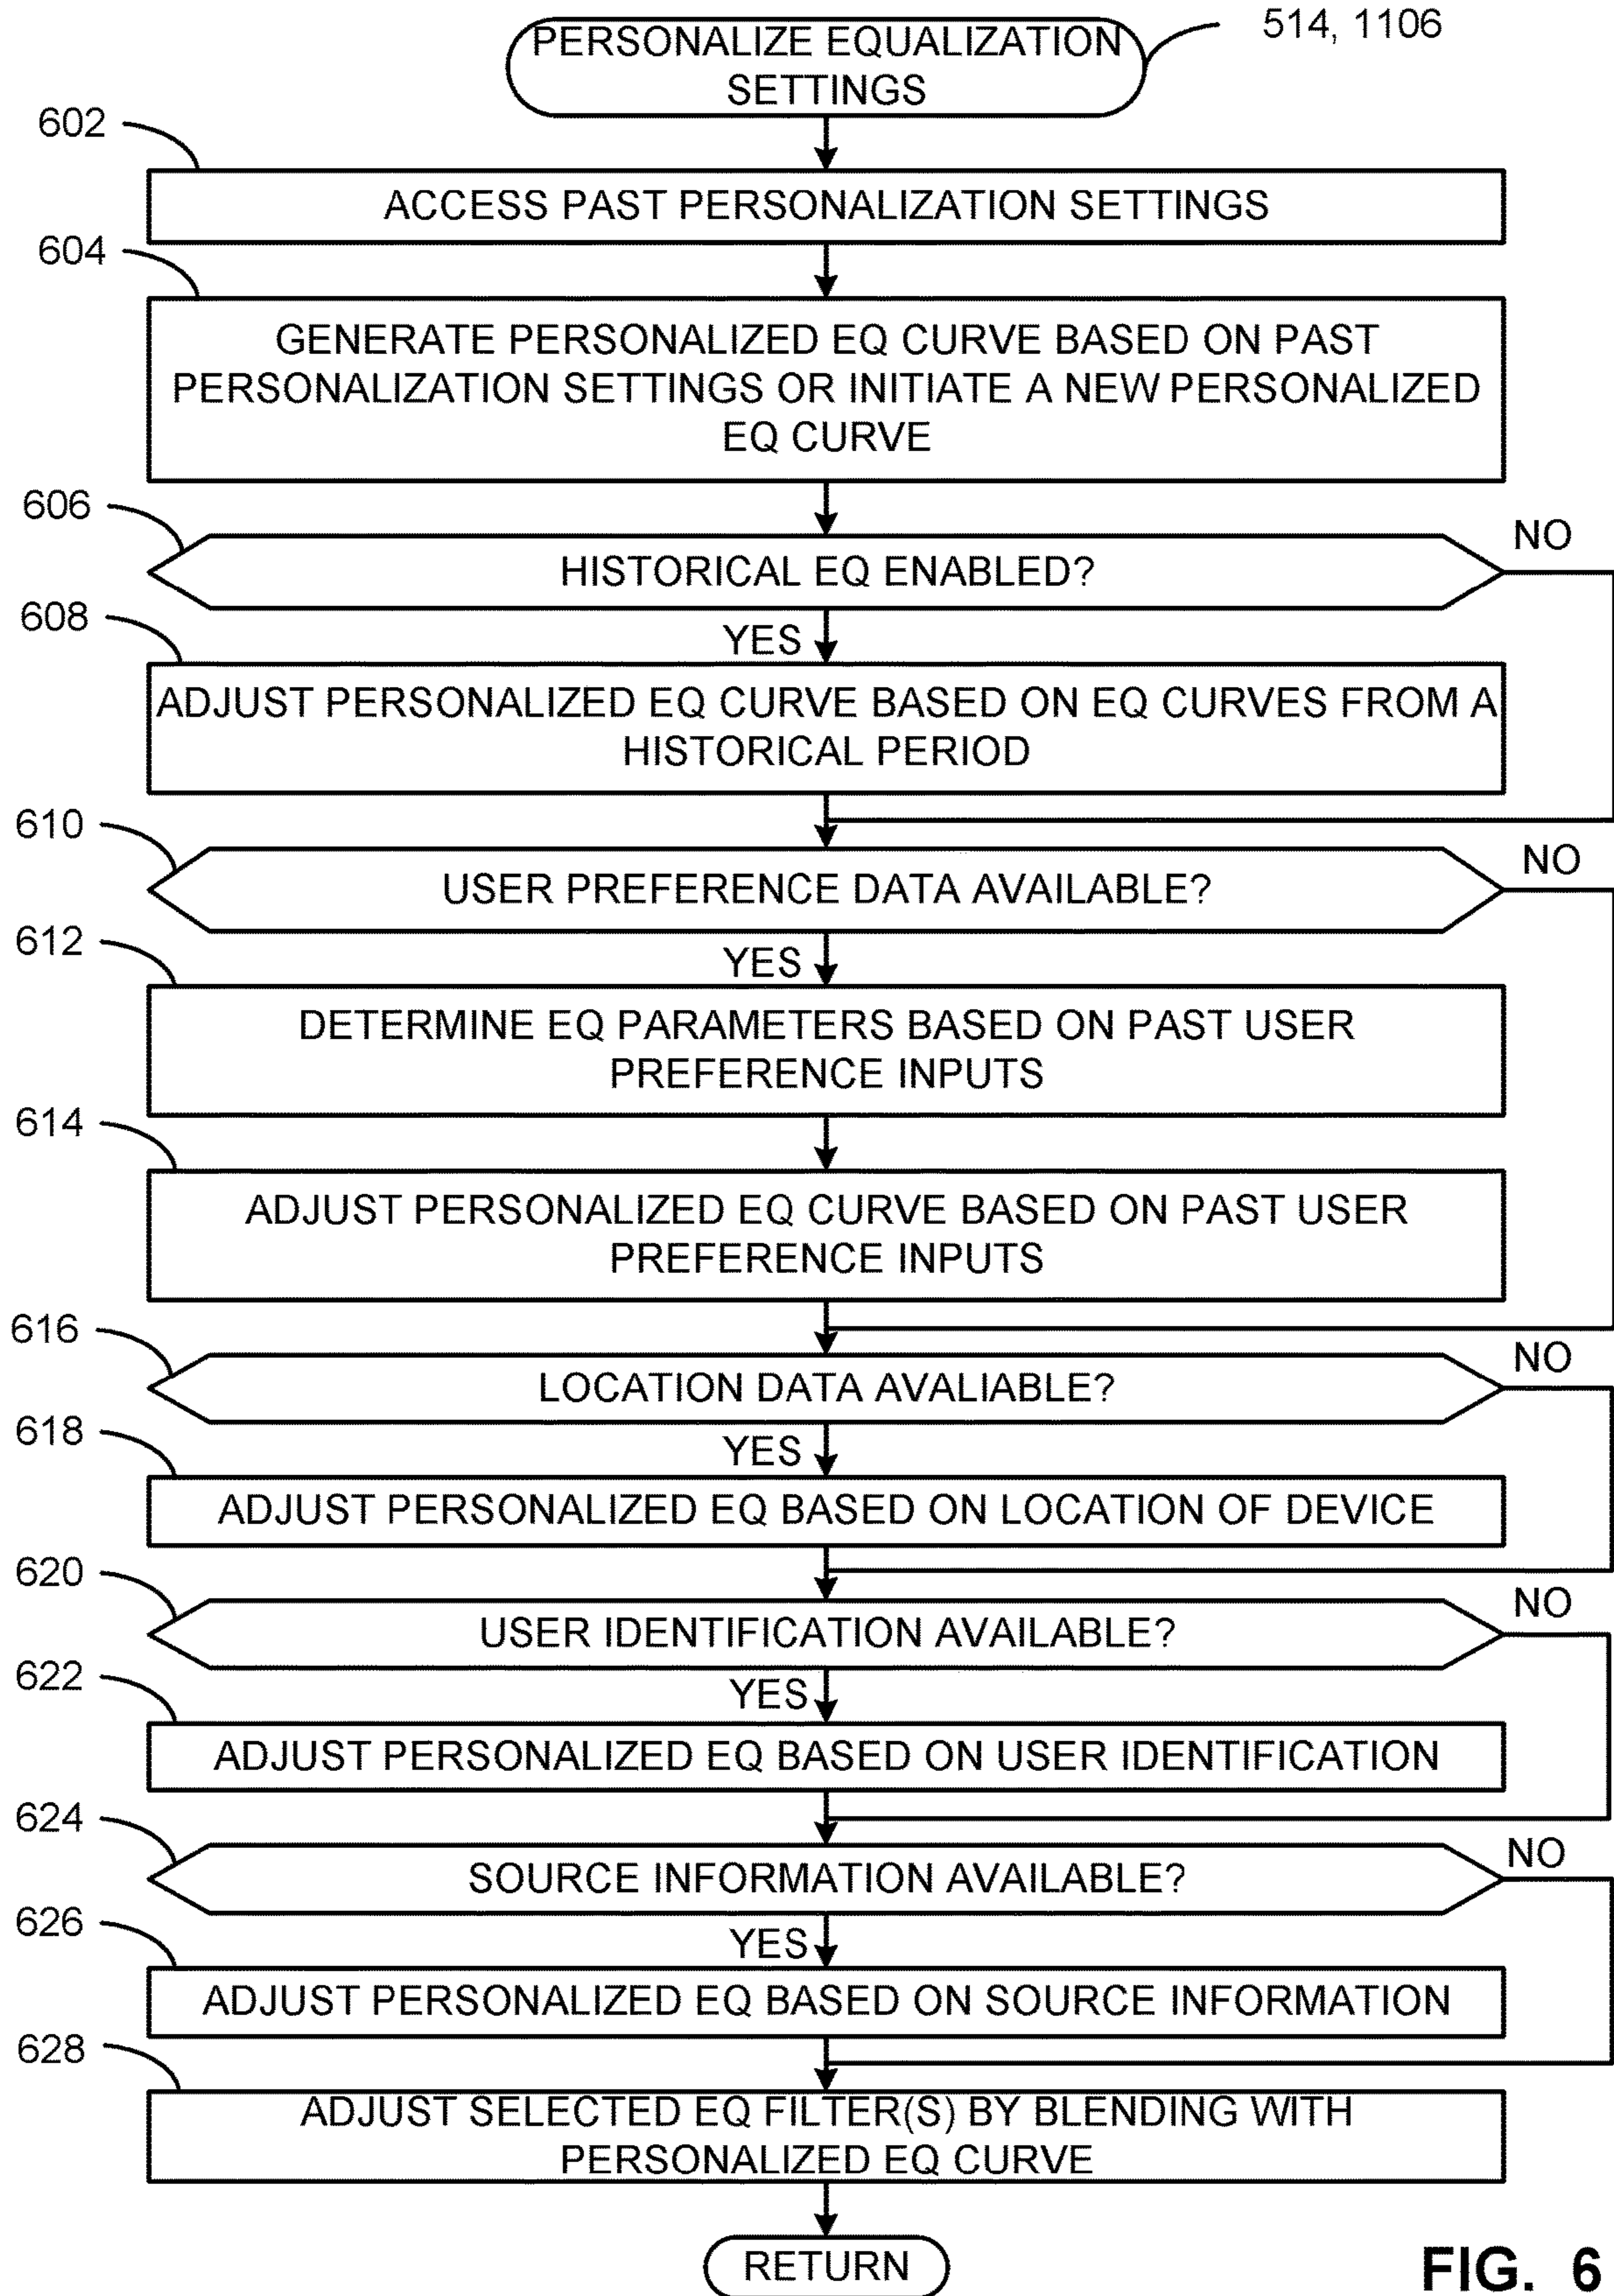 514, 1106
PERSONALIZE EQUALIZATION
SETTINGS
602
ACCESS PAST PERSONALIZATION SETTINGS
604
GENERATE PERSONALIZED EQ CURVE BASED ON PAST
PERSONALIZATION SETTINGS OR INITIATE A NEW PERSONALIZED
EQ CURVE
606
NO
HISTORICAL EQ ENABLED?
608
YES
ADJUST PERSONALIZED EQ CURVE BASED ON EQ CURVES FROM A
HISTORICAL PERIOD
610
NO
USER PREFERENCE DATA AVAILABLE?
612
YES
DETERMINE EQ PARAMETERS BASED ON PAST USER
PREFERENCE INPUTS
614
ADJUST PERSONALIZED EQ CURVE BASED ON PAST USER
PREFERENCE INPUTS
616
NO
LOCATION DATA AVALIABLE?
618
YES
ADJUST PERSONALIZED EQ BASED ON LOCATION OF DEVICE
620
NO
USER IDENTIFICATION AVAILABLE?
622
YES
ADJUST PERSONALIZED EQ BASED ON USER IDENTIFICATION
624
NO
SOURCE INFORMATION AVAILABLE?
626
YES
ADJUST PERSONALIZED EQ BASED ON SOURCE INFORMATION
628
ADJUST SELECTED EQ FILTER(S) BY BLENDING WITH
PERSONALIZED EQ CURVE
RETURN
FIG. 6